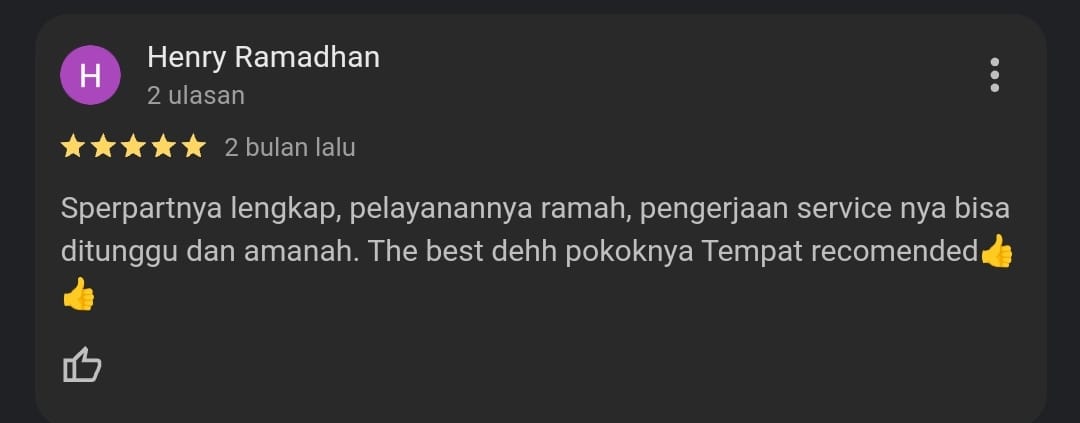 H
Henry Ramadhan
2 ulasan
2 bulan lalu
Sperpartnya lengkap, pelayanannya ramah, pengerjaan service nya bisa
ditunggu dan amanah. The best dehh pokoknya Tempat recomended👍
👍